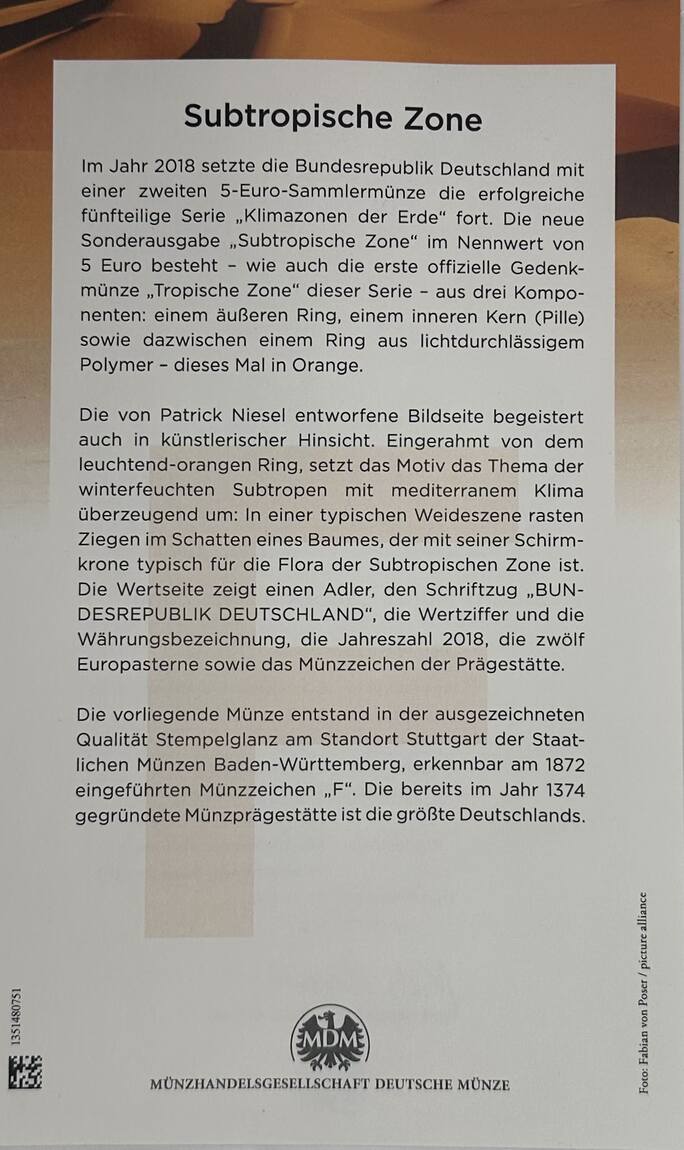 Subtropische Zone
Im Jahr 2018 setzte die Bundesrepublik Deutschland mit
einer zweiten 5-Euro-Sammlermünze die erfolgreiche
fünfteilige Serie „Klimazonen der Erde“ fort. Die neue
Sonderausgabe „Subtropische Zone“ im Nennwert von
5 Euro besteht – wie auch die erste offizielle Gedenk-
münze „Tropische Zone“ dieser Serie – aus drei Kompo-
nenten: einem äußeren Ring, einem inneren Kern (Pille)
sowie dazwischen einem Ring aus lichtdurchlässigem
Polymer – dieses Mal in Orange.
Die von Patrick Niesel entworfene Bildseite begeistert
auch in künstlerischer Hinsicht. Eingerahmt von dem
leuchtend-orangen Ring, setzt das Motiv das Thema der
winterfeuchten Subtropen mit mediterranem Klima
überzeugend um: In einer typischen Weideszene rasten
Ziegen im Schatten eines Baumes, der mit seiner Schirm-
krone typisch für die Flora der Subtropischen Zone ist.
Die Wertseite zeigt einen Adler, den Schriftzug „BUN-
DESREPUBLIK DEUTSCHLAND“, die Wertziffer und die
Währungsbezeichnung, die Jahreszahl 2018, die zwölf
Europasterne sowie das Münzzeichen der Prägestätte.
Die vorliegende Münze entstand in der ausgezeichneten
Qualität Stempelglanz am Standort Stuttgart der Staat-
lichen Münzen Baden-Württemberg, erkennbar am 1872
eingeführten Münzzeichen „F“. Die bereits im Jahr 1374
gegründete Münzprägestätte ist die größte Deutschlands.
1351480751
Foto: Fabian von Poser / picture alliance
MDM
MÜNZHANDELSGESELLSCHAFT DEUTSCHE MÜNZE